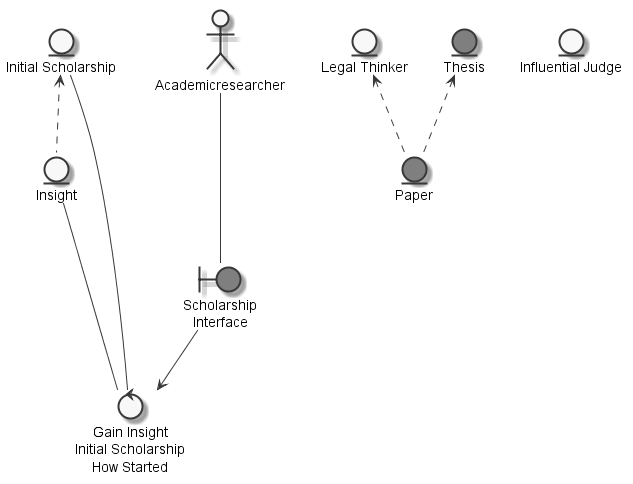 Initial Scholarship
Academicresearcher
Legal Thinker
Thesis
Influential Judge
Insight
Paper
Scholarship
Interface
Gain Insight
Initial Scholarship
How Started